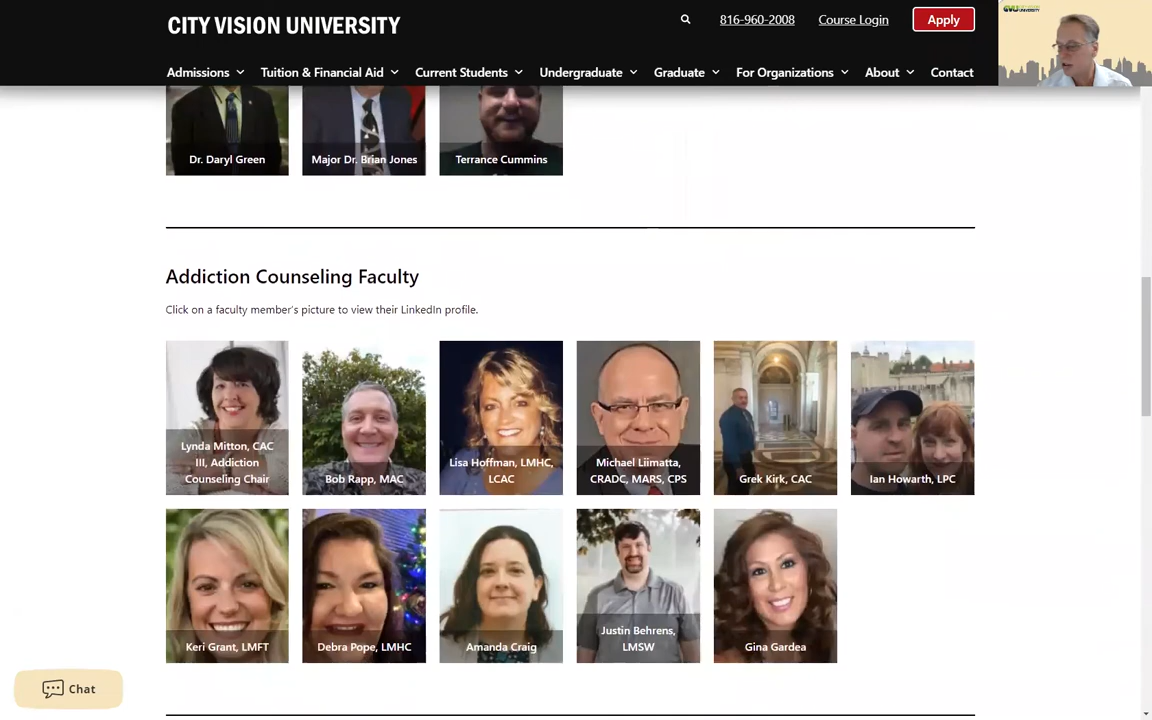 CITY VISION UNIVERSITY
816-960-2008
Course Login
Apply
Admissions
Tuition & Financial Aid
Current Students
Undergraduate
Graduate
For Organizations
About
Contact
Dr. Daryl Green
Major Dr. Brian Jones
Terrance Cummins
Addiction Counseling Faculty
Click on a faculty member's picture to view their LinkedIn profile.
Lynda Mitton, CAC
III, Addiction
Counseling Chair
Bob Rapp, MAC
Lisa Hoffman, LMHC,
LCAC
Michael Liimatta,
CRADC, MARS, CPS
Grek Kirk, CAC
Ian Howarth, LPC
Keri Grant, LMFT
Debra Pope, LMHC
Amanda Craig
Justin Behrens,
LMSW
Gina Gardea
Chat